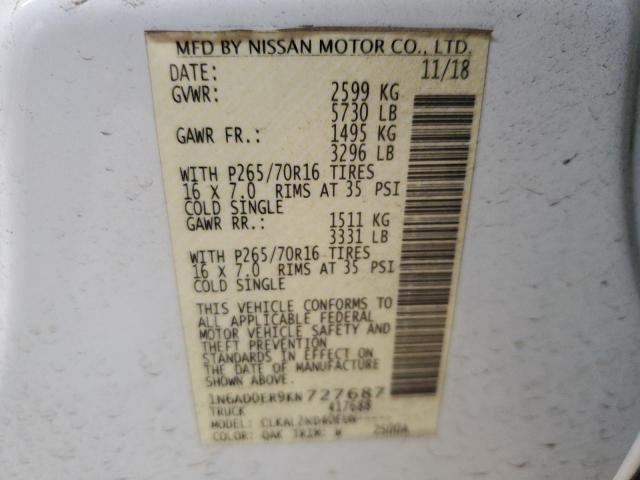 MFD BY NISSAN MOTOR CO., LTD.
DATE: 11/18
GVWR: 2599 KG
5730 LB
GAWR FR.: 1495 KG
3296 LB
WITH P265/70R16 TIRES
16 X 7.0 RIMS AT 35 PSI
COLD SINGLE
GAWR RR.: 1511 KG
3331 LB
WITH P265/70R16 TIRES
16 X 7.0 RIMS AT 35 PSI
COLD SINGLE
THIS VEHICLE CONFORMS TO
ALL APPLICABLE FEDERAL
MOTOR VEHICLE SAFETY AND
THEFT PREVENTION
STANDARDS IN EFFECT ON
THE DATE OF MANUFACTURE
SHOWN ABOVE.
1N6AD0ER9KN727687
TRUCK 417688
MODEL:
COLOR: QAK TRIM: W